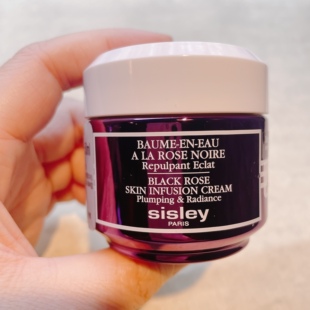 BAUME-EN-EAU
A LA ROSE NOIRE
Repulpant Eclat
BLACK ROSE
SKIN INFUSION CREAM
Plumping & Radiance
sisley
PARIS